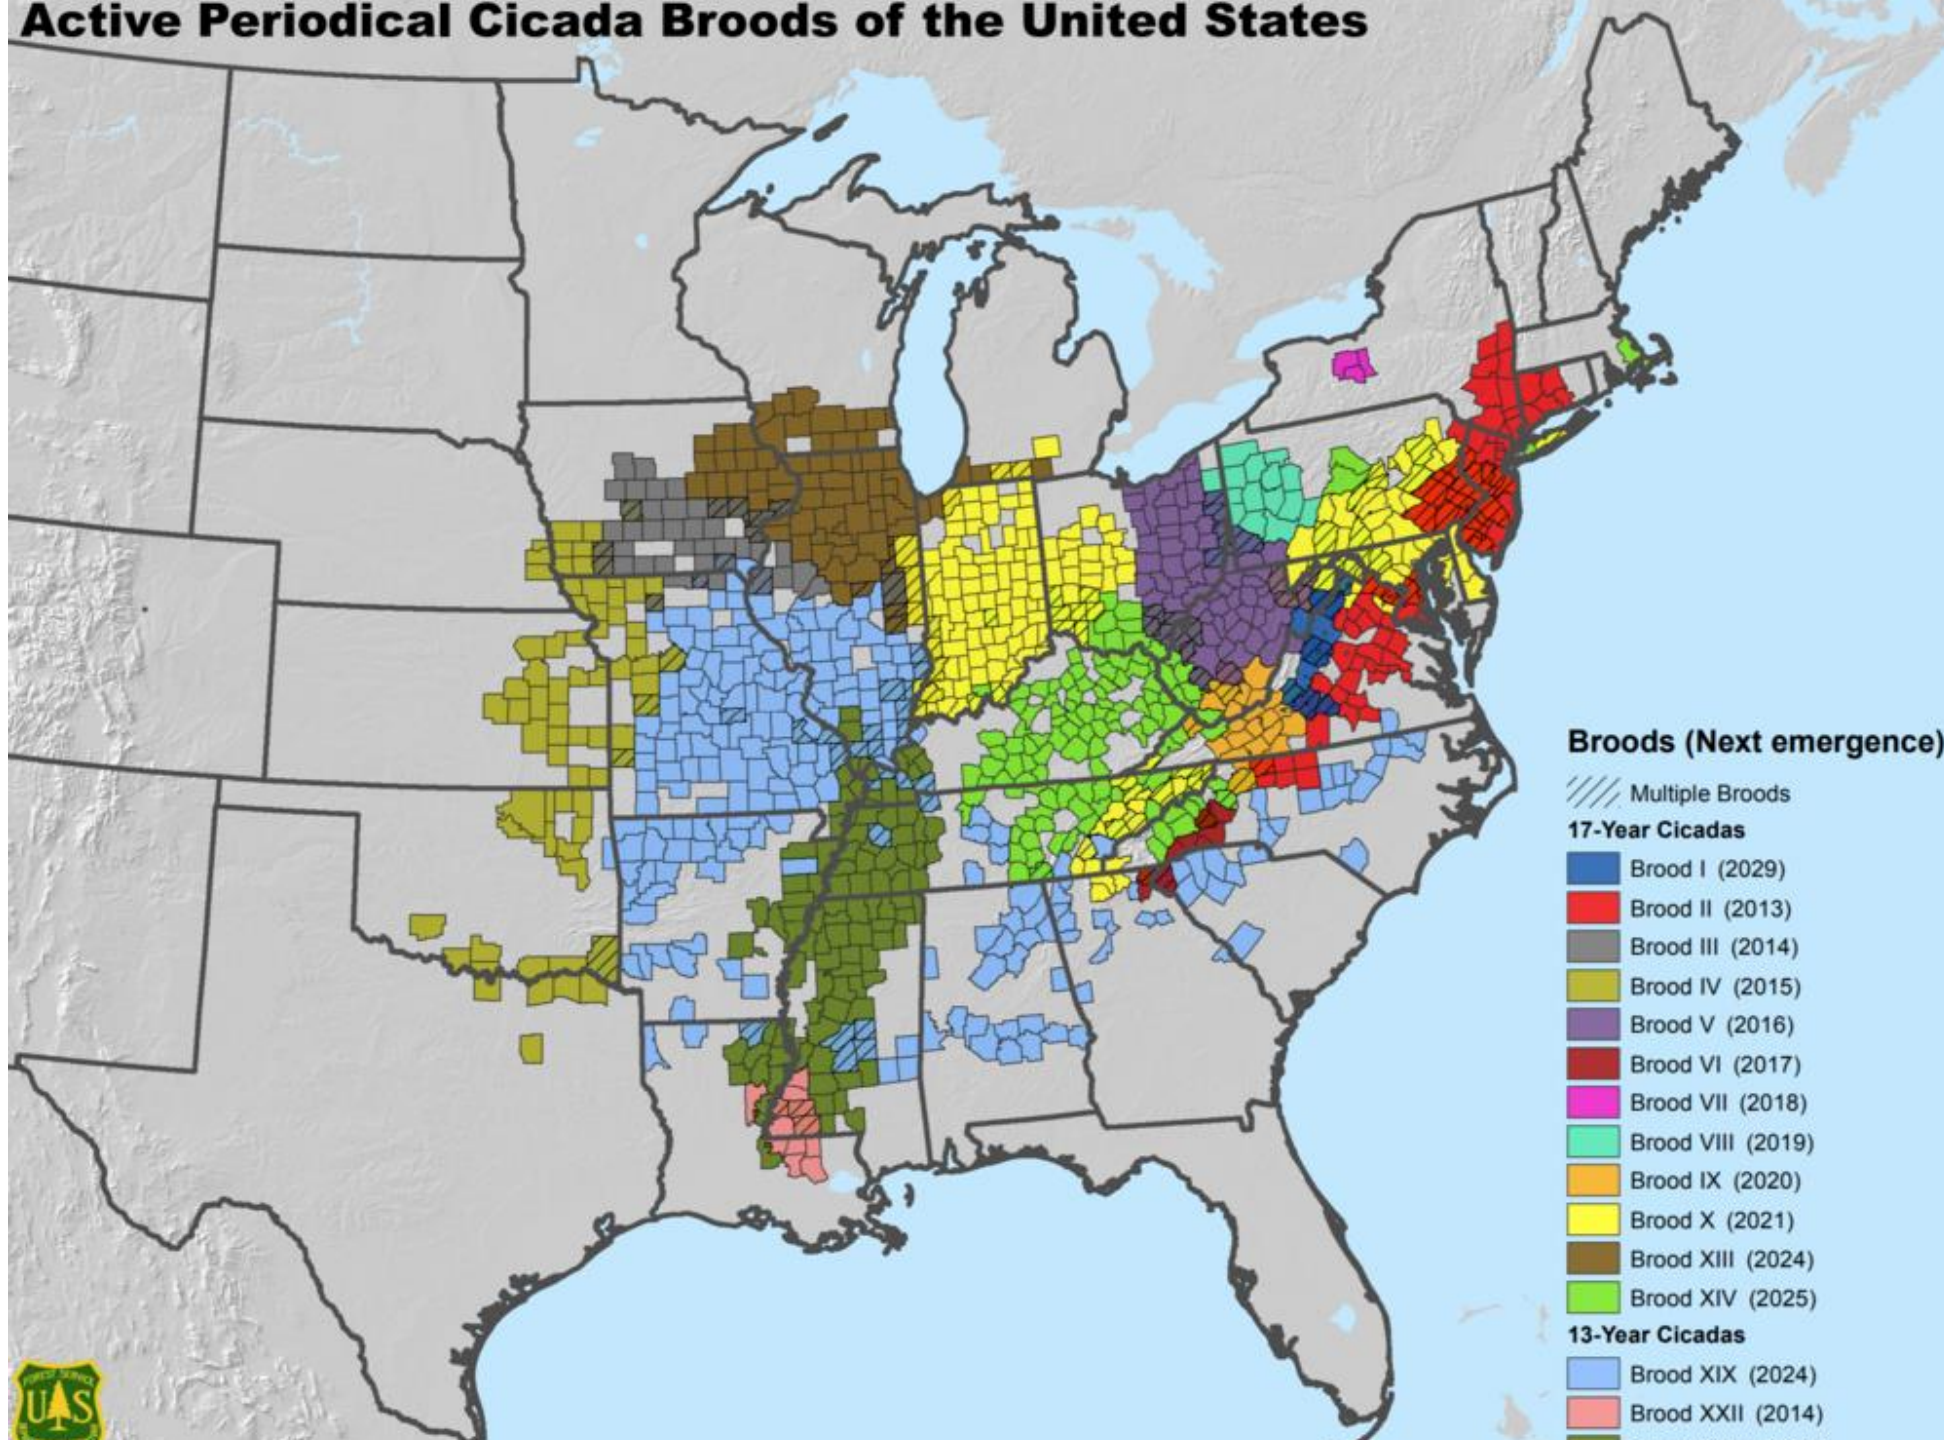 Active Periodical Cicada Broods of the United States
Broods (Next emergence)
Multiple Broods
17-Year Cicadas
Brood I (2029)
Brood II (2013)
Brood III (2014)
Brood IV (2015)
Brood V (2016)
Brood VI (2017)
Brood VII (2018)
Brood VIII (2019)
Brood IX (2020)
Brood X (2021)
Brood XIII (2024)
Brood XIV (2025)
13-Year Cicadas
Brood XIX (2024)
Brood XXII (2014)
FOREST SERVICE
U S